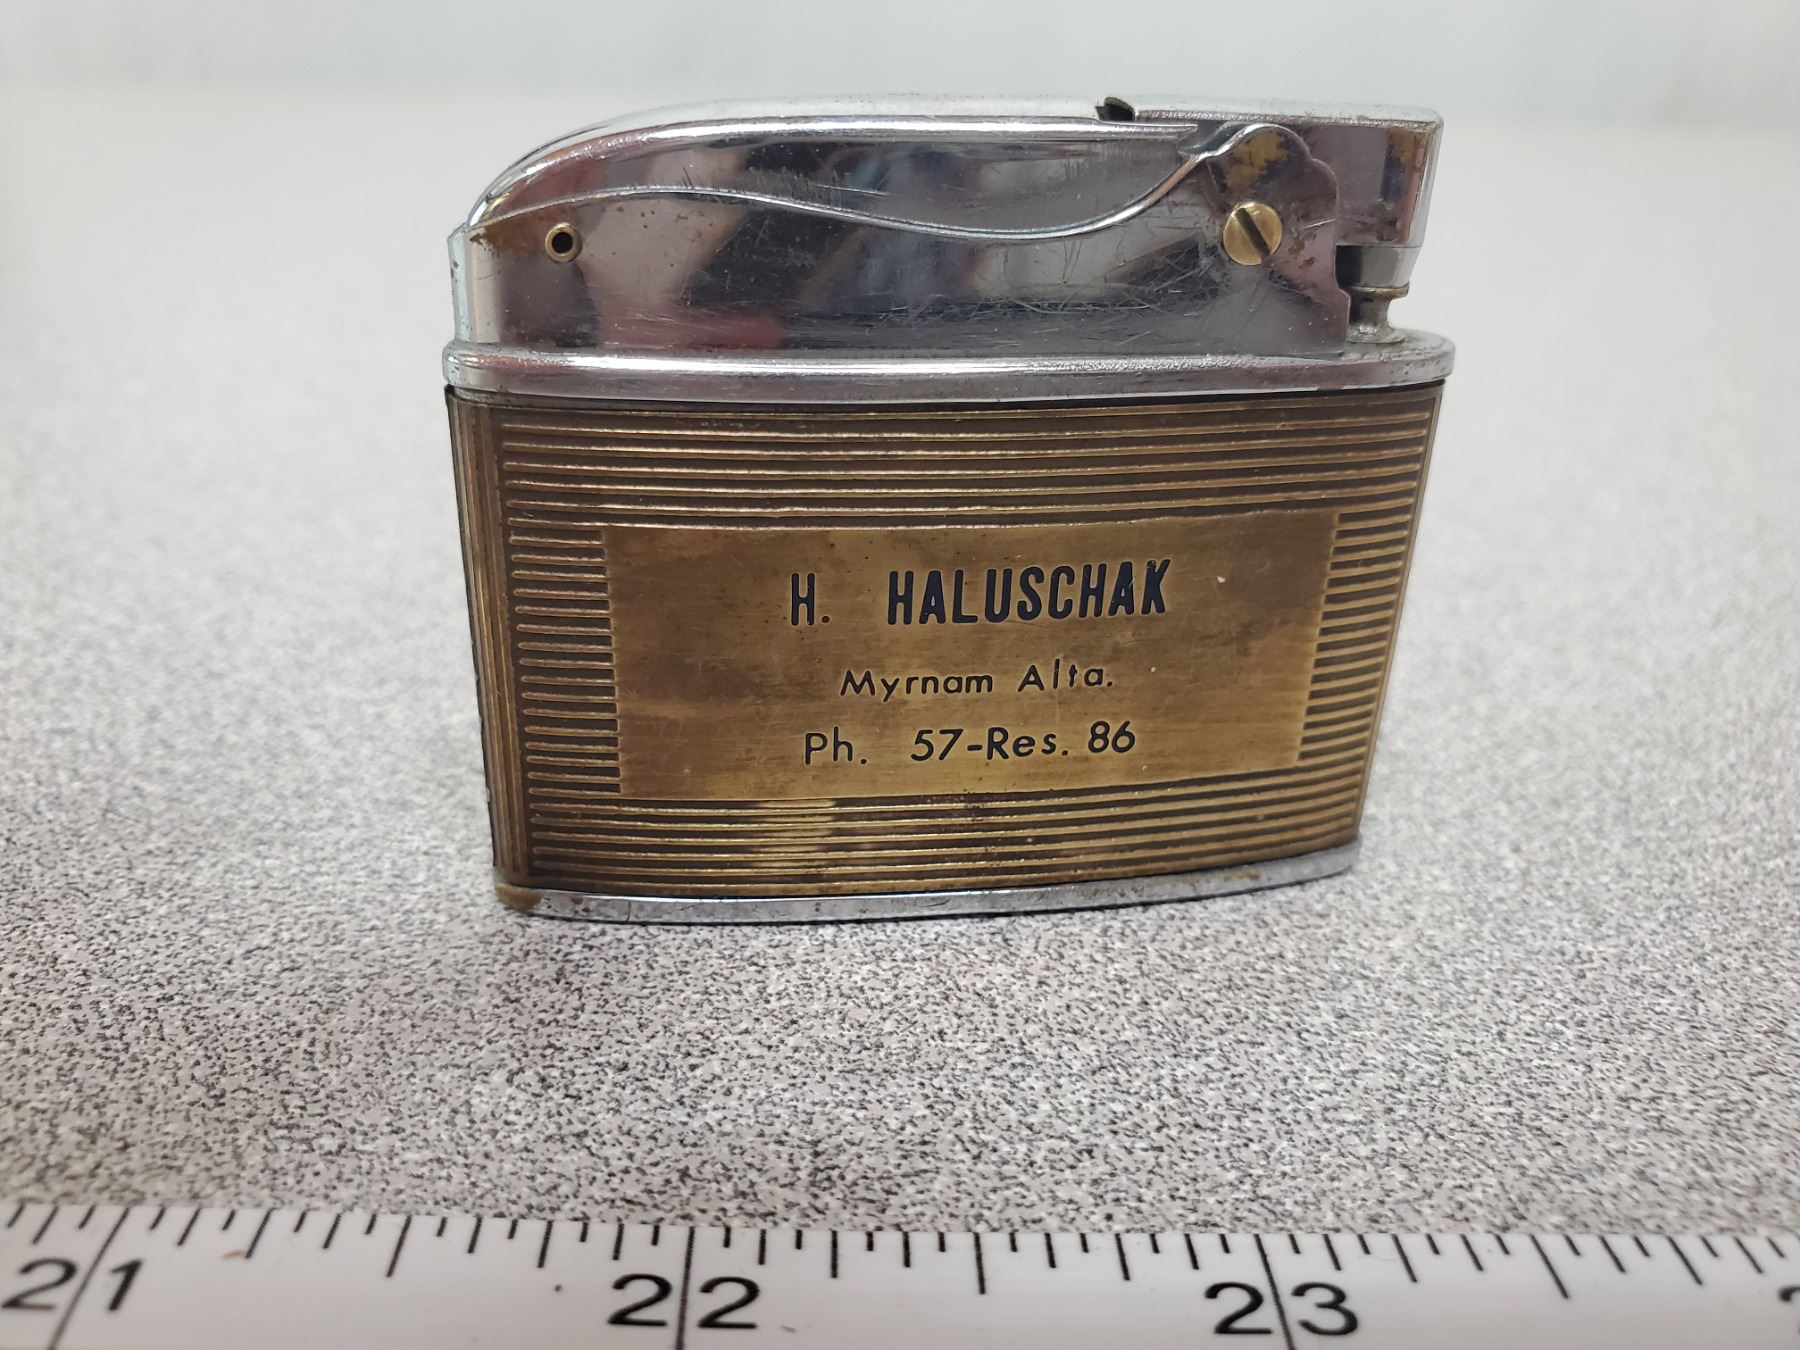 H. HALUSCHAK
Myrnam Alta.
Ph. 57-Res. 86
21 22 23